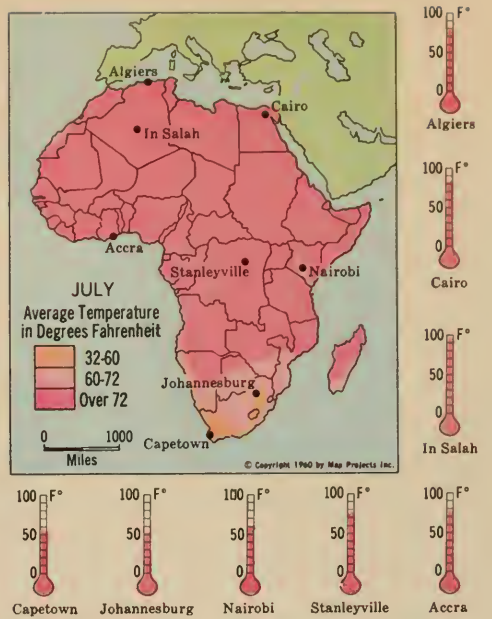 Algiers
Cairo
In Salah
Accra
Stanleyville
Nairobi
JULY
Average Temperature
in Degrees Fahrenheit
32-60
60-72
Over 72
Johannesburg
0 1000
Miles
Capetown
© Copyright 1960 by Map Projects Inc.
100 F°
50
0
Algiers
100 F°
50
0
Cairo
100 F°
50
0
In Salah
100 F°
50
0
Capetown
100 F°
50
0
Johannesburg
100 F°
50
0
Nairobi
100 F°
50
0
Stanleyville
100 F°
50
0
Accra